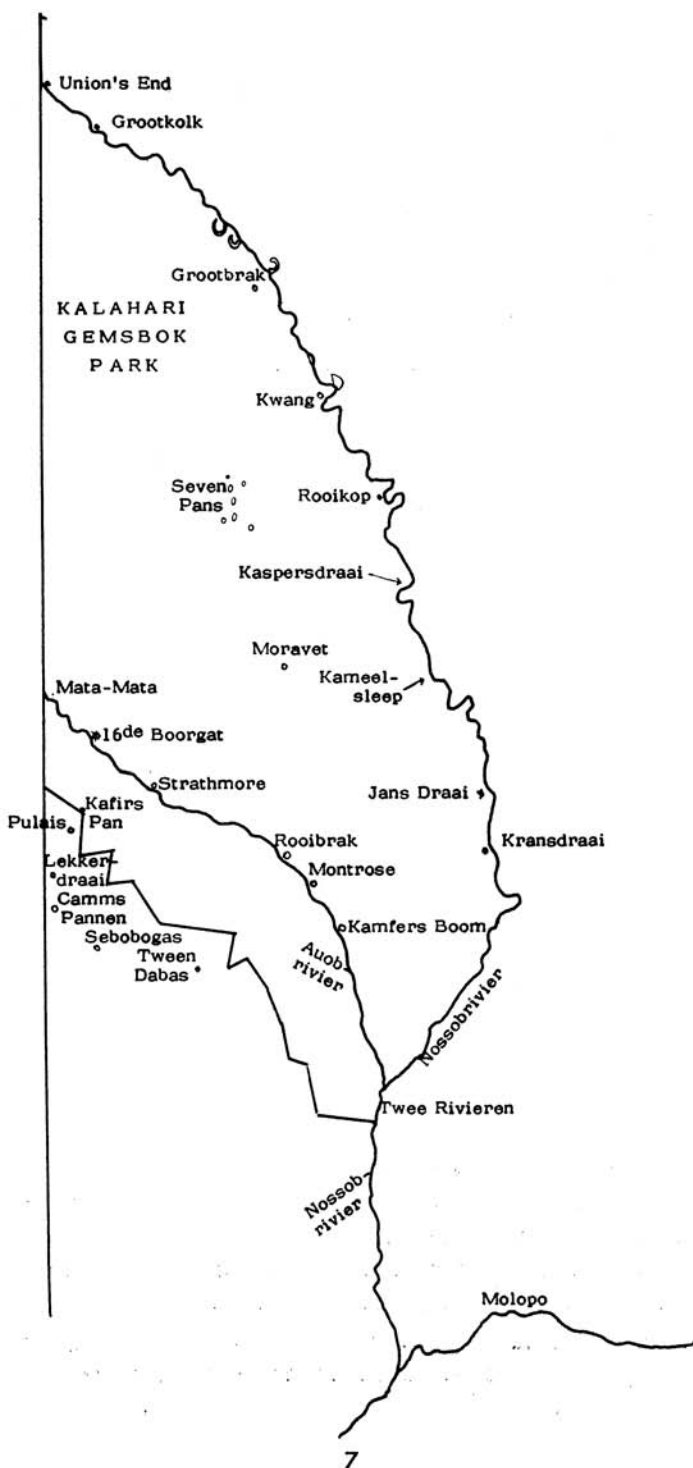 Union's End
Grootkolk
Grootbrak
KALAHARI
GEMSBOK
PARK
Kwang
Seven
Pans
Rooikop
Kaspersdraai
Moravet
Kameel-
sleep
Mata-Mata
16de Boorgat
Strathmore
Jans Draai
Kafirs
Pan
Pulais
Rooibrak
Kransdraai
Lekker-
draai
Montrose
Camms
Pannen
Kamfers Boom
Sebobogas
Tween
Dabas
Auob-
rivier
Nossobrivier
Twee Rivieren
Nossob-
rivier
Molopo
7